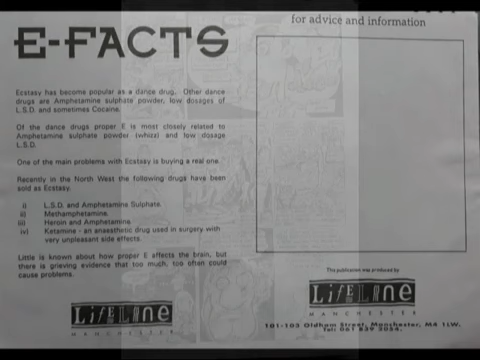 E-FACTS
Ecstasy has become popular as a dance drug. Other dance
drugs are Amphetamine sulphate powder, low dosages of
L.S.D. and sometimes Cocaine.
Of the dance drugs proper E is most closely related to
Amphetamine sulphate powder (whizz) and low dosage
L.S.D.
One of the main problems with Ecstasy is buying a real one.
Recently in the North West the following drugs have been
sold as Ecstasy.
i) L.S.D. and Amphetamine Sulphate.
ii) Methamphetamine.
iii) Heroin and Amphetamine.
iv) Ketamine - an anaesthetic drug used in surgery with
very unpleasant side effects.
Little is known about how proper E affects the brain, but
there is grieving evidence that too much, too often could
cause problems.
LIFELINE
MANCHESTER
for advice and information
This publication was produced by
LIFELINE
MANCHESTER
101-103 Oldham Street, Manchester, M4 1LW.
Tel: 061 839 2054.